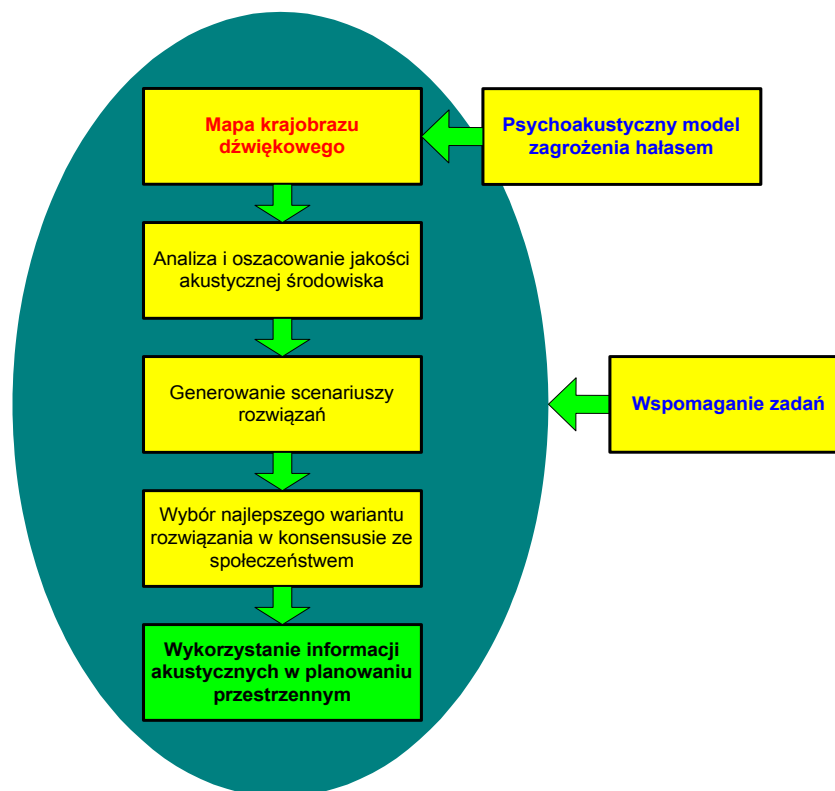 Mapa krajobrazu
dźwiękowego
Psychoakustyczny model
zagrożenia hałasem
Analiza i oszacowanie jakości
akustycznej środowiska
Generowanie scenariuszy
rozwiązań
Wspomaganie zadań
Wybór najlepszego wariantu
rozwiązania w konsensusie ze
społeczeństwem
Wykorzystanie informacji
akustycznych w planowaniu
przestrzennym